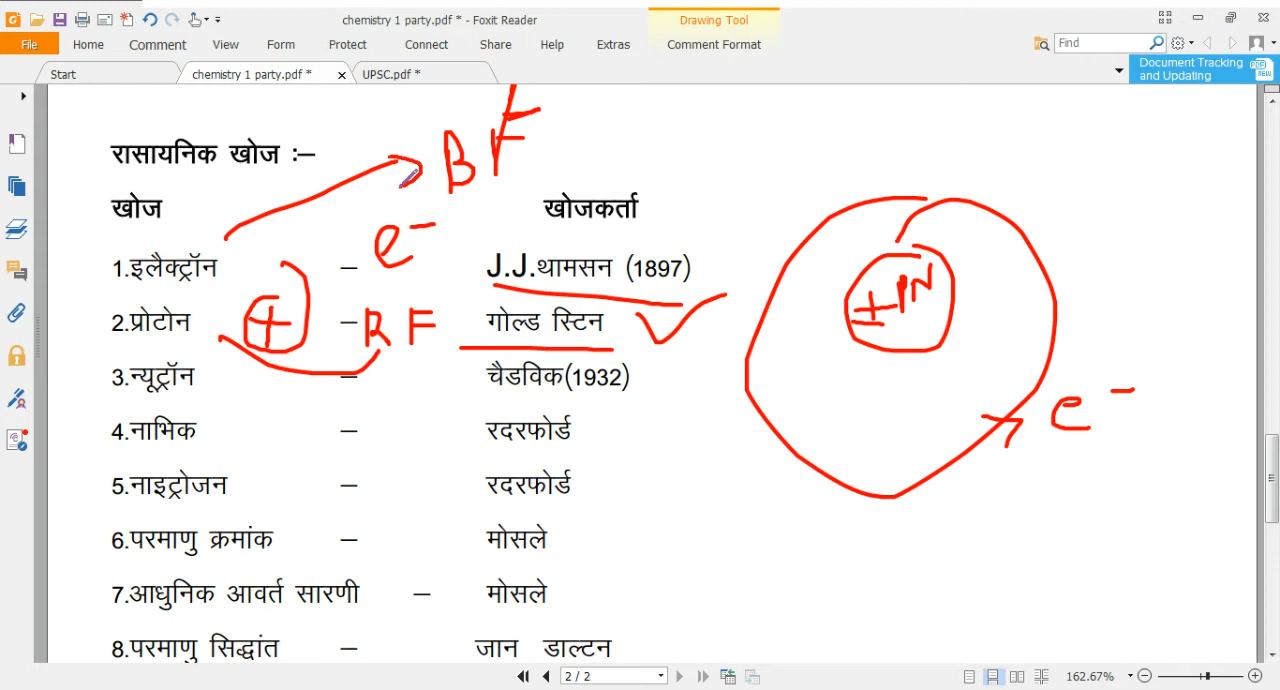 chemistry 1 party.pdf * - Foxit Reader
Drawing Tool
File Home Comment View Form Protect Connect Share Help Extras Comment Format
Find
Start chemistry 1 party.pdf * UPSC.pdf *
Document Tracking and Updating
रासायनिक खोज :–
B F
खोज खोजकर्ता
e-
1.इलैक्ट्रॉन – J.J.थामसन (1897)
+ PN
2.प्रोटोन – गोल्ड स्टिन
+ R F
3.न्यूट्रॉन – चैडविक(1932)
e-
4.नाभिक – रदरफोर्ड
5.नाइट्रोजन – रदरफोर्ड
6.परमाणु क्रमांक – मोसले
7.आधुनिक आवर्त सारणी – मोसले
8.परमाणु सिद्धांत – जान डाल्टन
2 / 2
162.67%